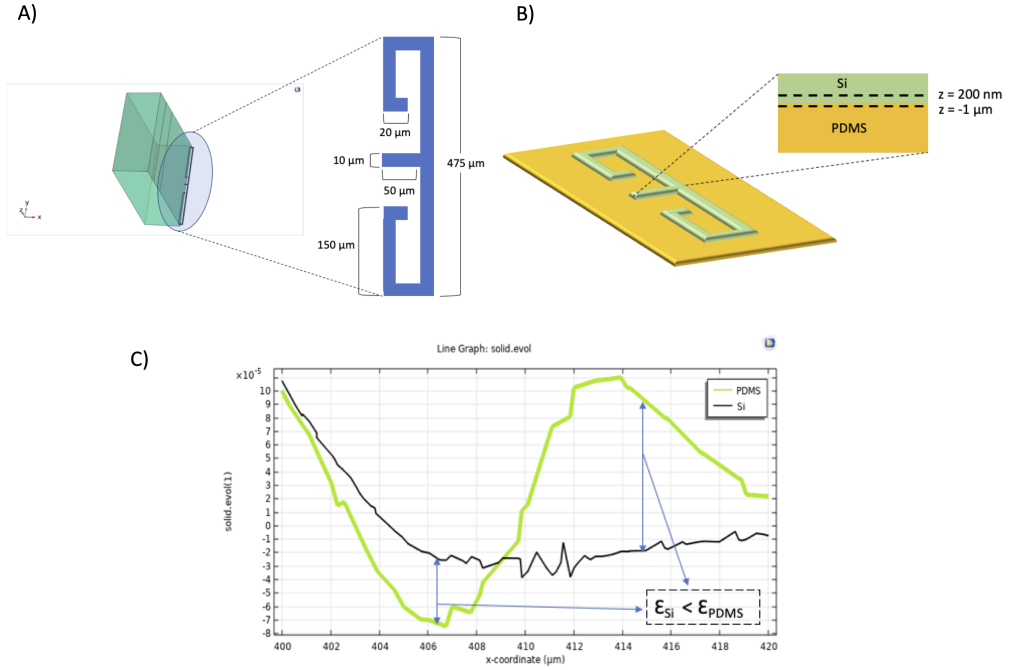 A)
B)
20 µm
10 µm
475 µm
50 µm
150 µm
y
z
x
Si
z = 200 nm
z = -1 µm
PDMS
C)
Line Graph: solid.evol
×10⁻⁵
PDMS
Si
10
9
8
7
6
5
4
3
2
1
0
-1
-2
-3
-4
-5
-6
-7
-8
solid.evol(1)
εSi < εPDMS
400 402 404 406 408 410 412 414 416 418 420
x-coordinate (µm)